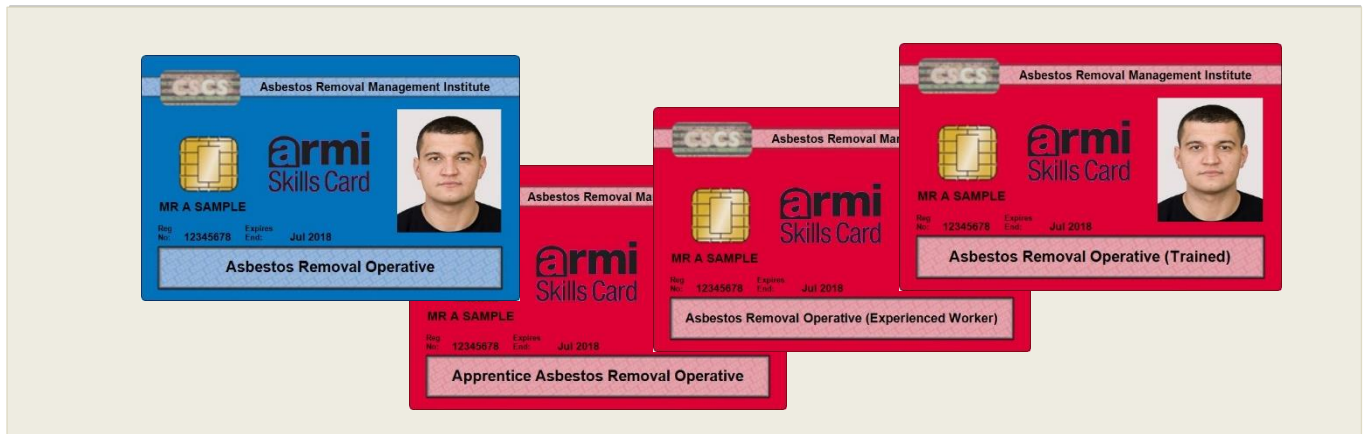 CSCS
Asbestos Removal Management Institute
armi
Skills Card
MR A SAMPLE
Reg No: 12345678 Expires End: Jul 2018
Asbestos Removal Operative
Asbestos Removal Ma
armi
Skills Card
MR A SAMPLE
Reg No: 12345678 Expires End: Jul 2018
Apprentice Asbestos Removal Operative
CSCS
Asbestos Removal Mar
armi
Skills Card
MR A SAMPLE
Reg No: 12345678 Expires End: Jul 2018
Asbestos Removal Operative (Experienced Worker)
CSCS
Asbestos Removal Management Institute
armi
Skills Card
MR A SAMPLE
Reg No: 12345678 Expires End: Jul 2018
Asbestos Removal Operative (Trained)